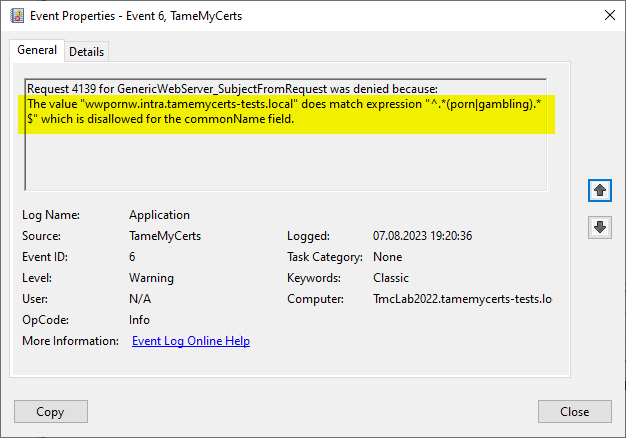 Event Properties - Event 6, TameMyCerts
General Details
Request 4139 for GenericWebServer_SubjectFromRequest was denied because:
The value "wwpornw.intra.tamemycerts-tests.local" does match expression "^.*(porn|gambling).*
$" which is disallowed for the commonName field.
Log Name: Application
Source: TameMyCerts Logged: 07.08.2023 19:20:36
Event ID: 6 Task Category: None
Level: Warning Keywords: Classic
User: N/A Computer: TmcLab2022.tamemycerts-tests.lo
OpCode: Info
More Information: Event Log Online Help
Copy Close